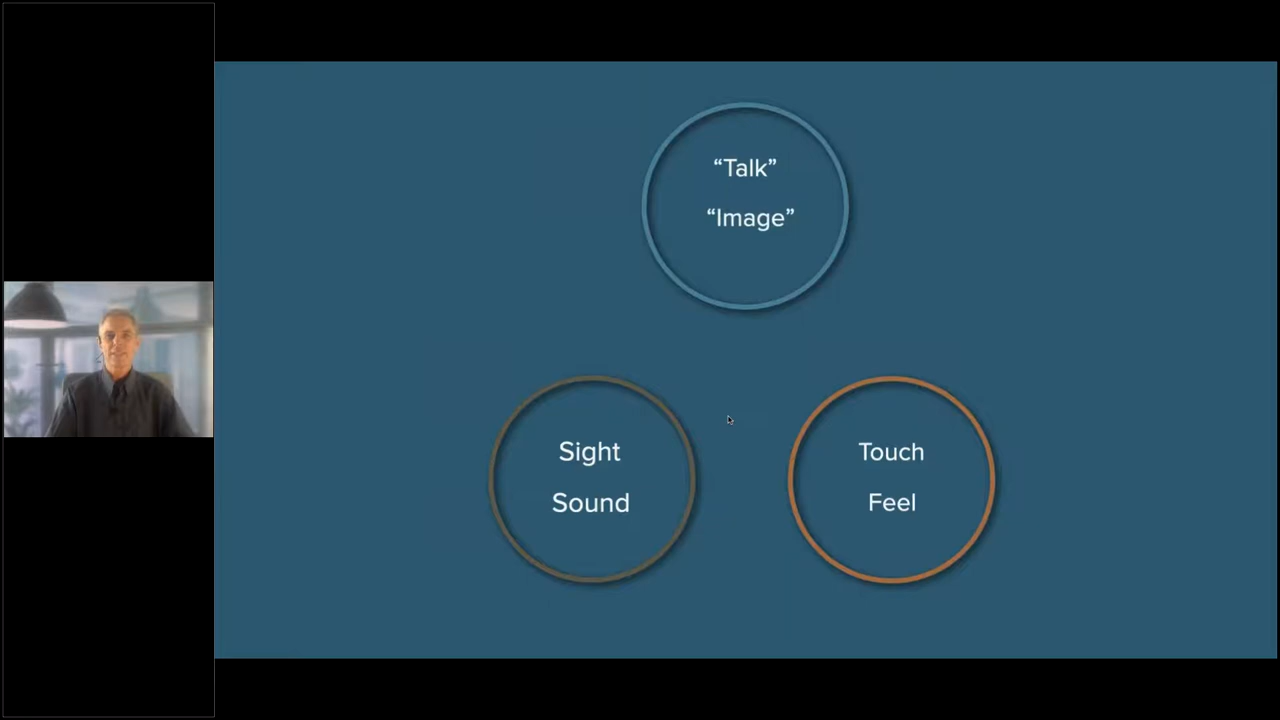 “Talk”
“Image”
Sight
Sound
Touch
Feel